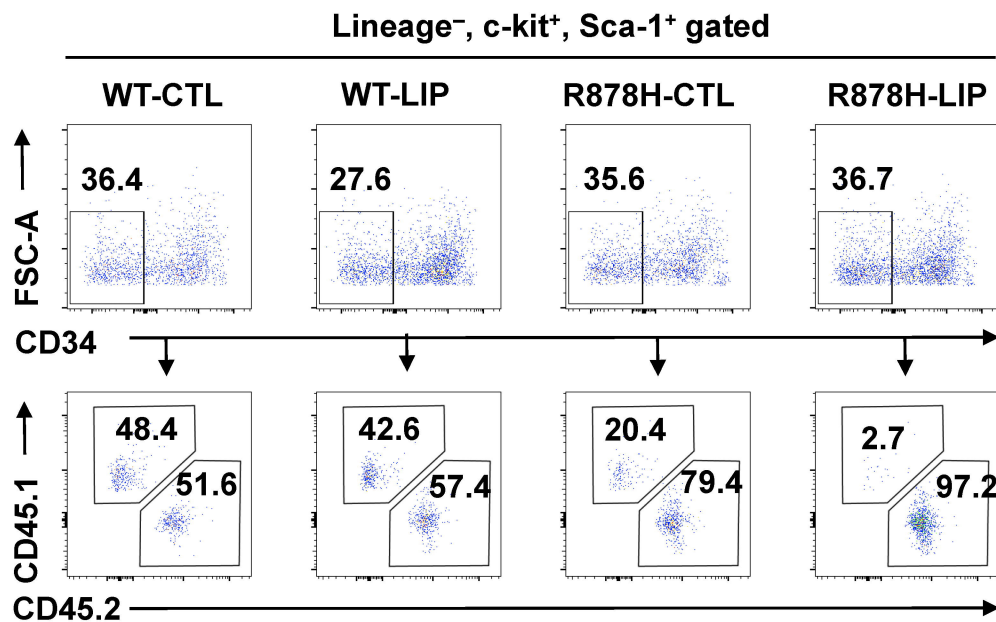 Lineage⁻, c-kit⁺, Sca-1⁺ gated
WT-CTL WT-LIP R878H-CTL R878H-LIP
FSC-A
36.4 27.6 35.6 36.7
CD34
CD45.1
48.4 42.6 20.4 2.7
51.6 57.4 79.4 97.2
CD45.2